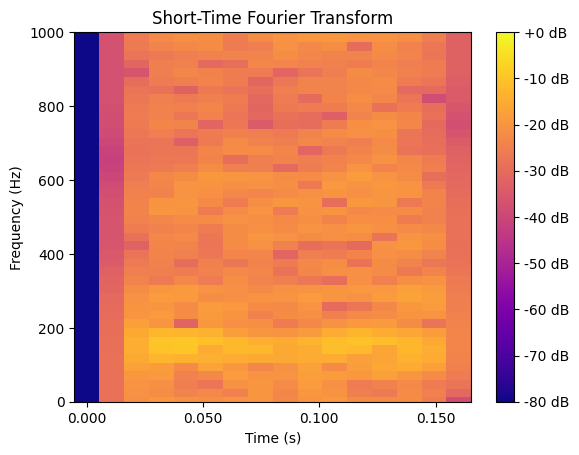 Short-Time Fourier Transform
1000
800
600
400
200
0
Frequency (Hz)
0.000
0.050
0.100
0.150
Time (s)
+0 dB
-10 dB
-20 dB
-30 dB
-40 dB
-50 dB
-60 dB
-70 dB
-80 dB